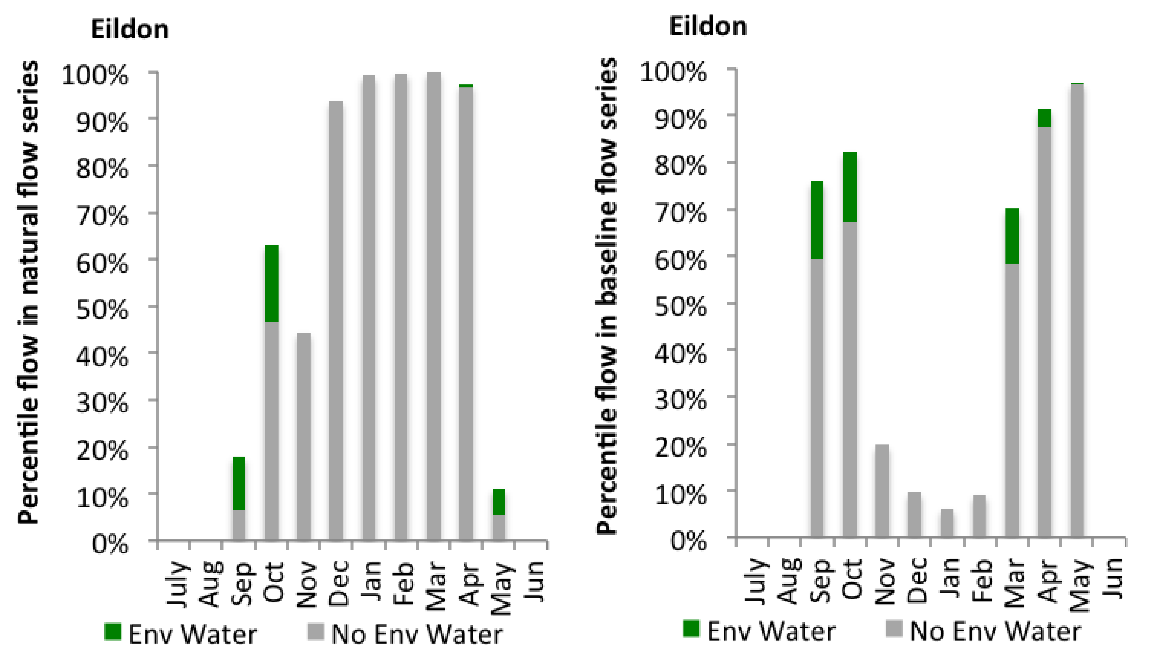 Eildon
Percentile flow in natural flow series
100%
90%
80%
70%
60%
50%
40%
30%
20%
10%
0%
July
Aug
Sep
Oct
Nov
Dec
Jan
Feb
Mar
Apr
May
Jun
Env Water
No Env Water
Eildon
Percentile flow in baseline flow series
100%
90%
80%
70%
60%
50%
40%
30%
20%
10%
0%
July
Aug
Sep
Oct
Nov
Dec
Jan
Feb
Mar
Apr
May
Jun
Env Water
No Env Water